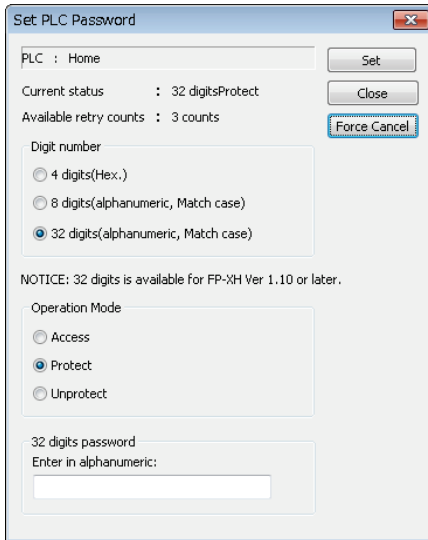 Set PLC Password
PLC : Home
Set
Current status : 32 digitsProtect
Close
Available retry counts : 3 counts
Force Cancel
Digit number
4 digits(Hex.)
8 digits(alphanumeric, Match case)
32 digits(alphanumeric, Match case)
NOTICE: 32 digits is available for FP-XH Ver 1.10 or later.
Operation Mode
Access
Protect
Unprotect
32 digits password
Enter in alphanumeric: